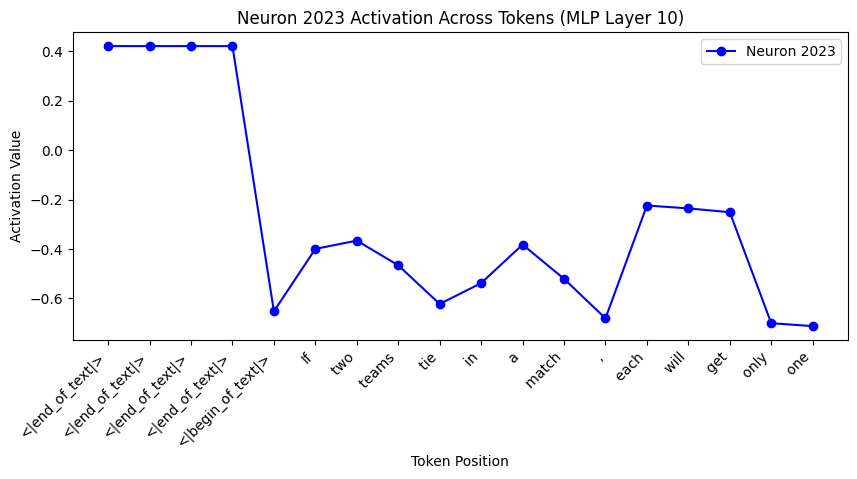 Neuron 2023 Activation Across Tokens (MLP Layer 10)
Neuron 2023
Activation Value
0.4
0.2
0.0
−0.2
−0.4
−0.6
<|end_of_text|>
<|end_of_text|>
<|end_of_text|>
<|end_of_text|>
<|begin_of_text|>
If
two
teams
tie
in
a
match
,
each
will
get
only
one
Token Position